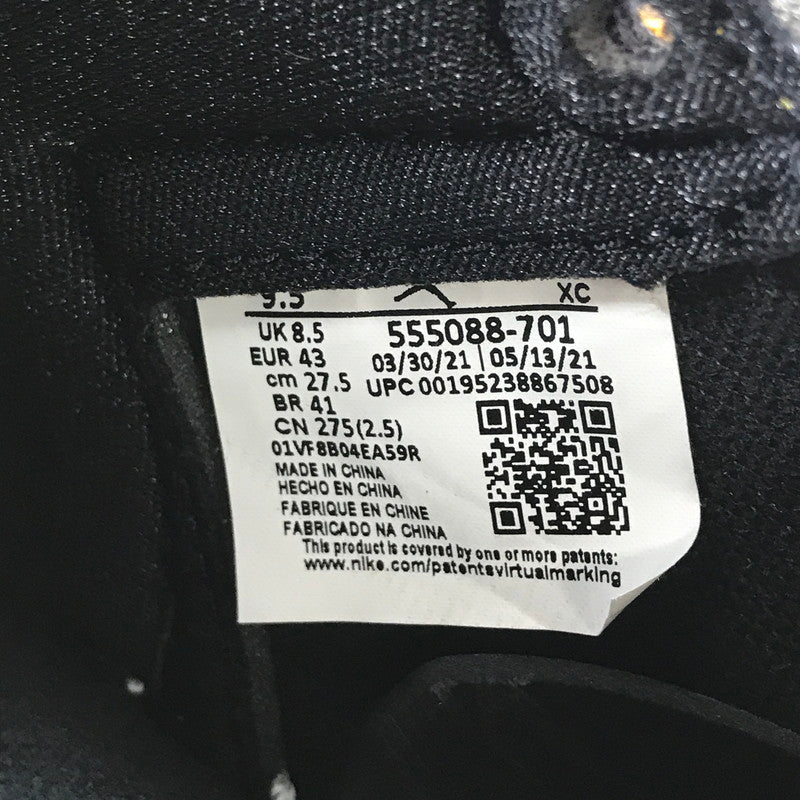 9.5 XC
UK 8.5 555088-701
EUR 43 03/30/21 | 05/13/21
cm 27.5 UPC 00195238867508
BR 41
CN 275(2.5)
01VF8B04EA59R
MADE IN CHINA
HECHO EN CHINA
FABRIQUE EN CHINE
FABRICADO NA CHINA
This product is covered by one or more patents:
www.nike.com/patentsvirtualmarking